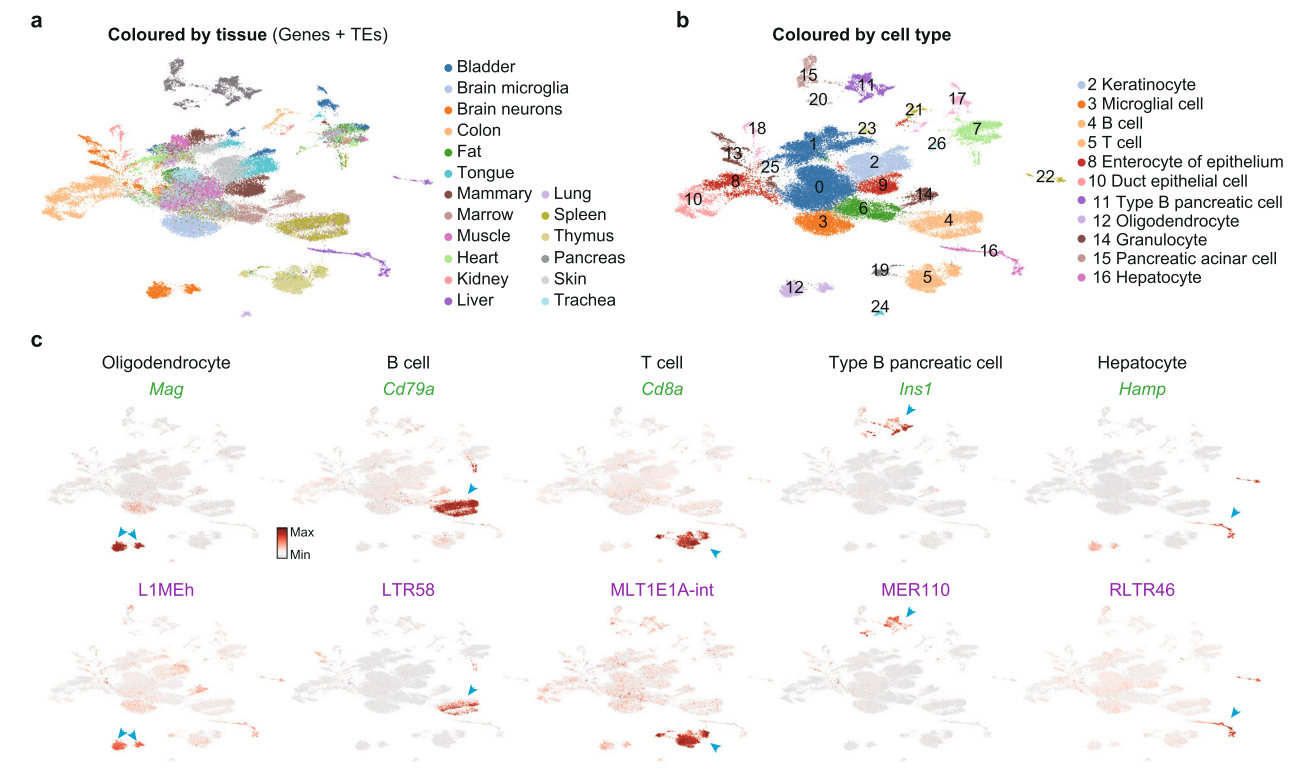 a
Coloured by tissue (Genes + TEs)
Bladder
Brain microglia
Brain neurons
Colon
Fat
Tongue
Mammary
Marrow
Muscle
Heart
Kidney
Liver
Lung
Spleen
Thymus
Pancreas
Skin
Trachea
b
Coloured by cell type
15
11
20
17
21
7
18
23
1
26
13
25
2
8
0
9
22
10
14
6
3
4
16
19
5
12
24
2 Keratinocyte
3 Microglial cell
4 B cell
5 T cell
8 Enterocyte of epithelium
10 Duct epithelial cell
11 Type B pancreatic cell
12 Oligodendrocyte
14 Granulocyte
15 Pancreatic acinar cell
16 Hepatocyte
c
Oligodendrocyte
Mag
B cell
Cd79a
T cell
Cd8a
Type B pancreatic cell
Ins1
Hepatocyte
Hamp
Max
Min
L1MEh
LTR58
MLT1E1A-int
MER110
RLTR46